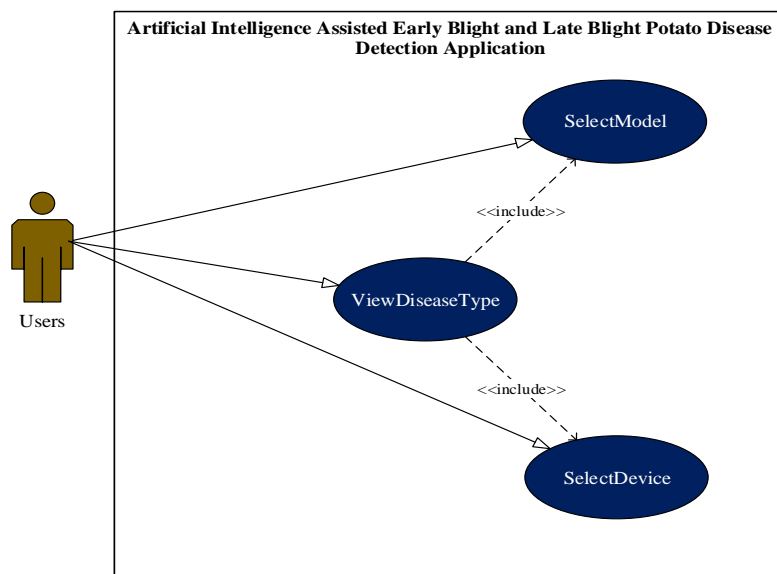 Artificial Intelligence Assisted Early Blight and Late Blight Potato Disease
Detection Application
SelectModel
<<include>>
ViewDiseaseType
Users
<<include>>
SelectDevice